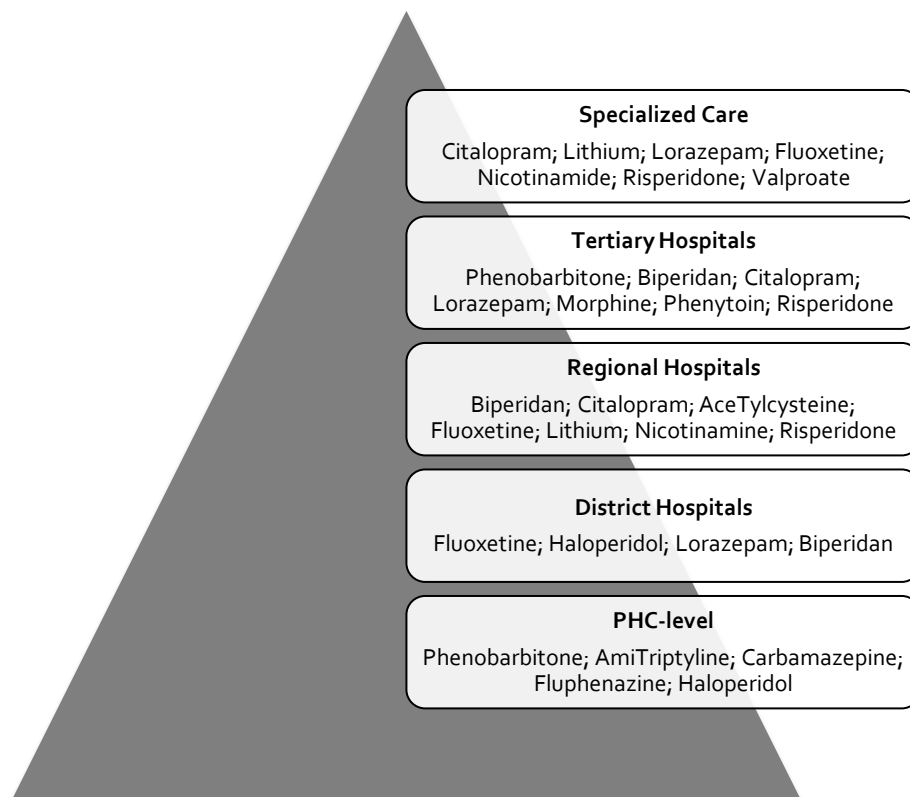 Specialized Care
Citalopram; Lithium; Lorazepam; Fluoxetine;
Nicotinamide; Risperidone; Valproate
Tertiary Hospitals
Phenobarbitone; Biperidan; Citalopram;
Lorazepam; Morphine; Phenytoin; Risperidone
Regional Hospitals
Biperidan; Citalopram; AceTylcysteine;
Fluoxetine; Lithium; Nicotinamine; Risperidone
District Hospitals
Fluoxetine; Haloperidol; Lorazepam; Biperidan
PHC-level
Phenobarbitone; AmiTriptyline; Carbamazepine;
Fluphenazine; Haloperidol